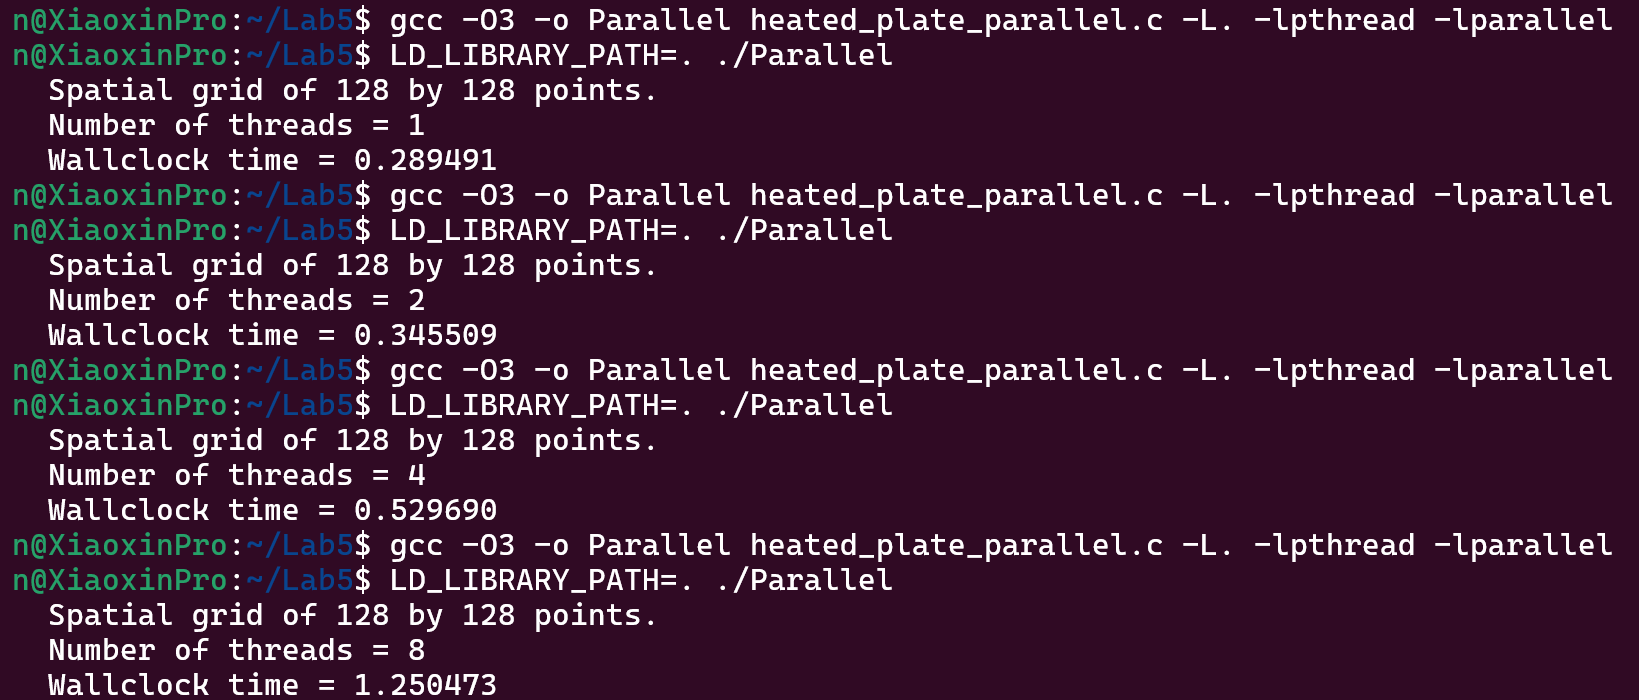 n@XiaoxinPro:~/Lab5$ gcc -O3 -o Parallel heated_plate_parallel.c -L. -lpthread -lparallel
n@XiaoxinPro:~/Lab5$ LD_LIBRARY_PATH=. ./Parallel
  Spatial grid of 128 by 128 points.
  Number of threads = 1
  Wallclock time = 0.289491
n@XiaoxinPro:~/Lab5$ gcc -O3 -o Parallel heated_plate_parallel.c -L. -lpthread -lparallel
n@XiaoxinPro:~/Lab5$ LD_LIBRARY_PATH=. ./Parallel
  Spatial grid of 128 by 128 points.
  Number of threads = 2
  Wallclock time = 0.345509
n@XiaoxinPro:~/Lab5$ gcc -O3 -o Parallel heated_plate_parallel.c -L. -lpthread -lparallel
n@XiaoxinPro:~/Lab5$ LD_LIBRARY_PATH=. ./Parallel
  Spatial grid of 128 by 128 points.
  Number of threads = 4
  Wallclock time = 0.529690
n@XiaoxinPro:~/Lab5$ gcc -O3 -o Parallel heated_plate_parallel.c -L. -lpthread -lparallel
n@XiaoxinPro:~/Lab5$ LD_LIBRARY_PATH=. ./Parallel
  Spatial grid of 128 by 128 points.
  Number of threads = 8
  Wallclock time = 1.250473